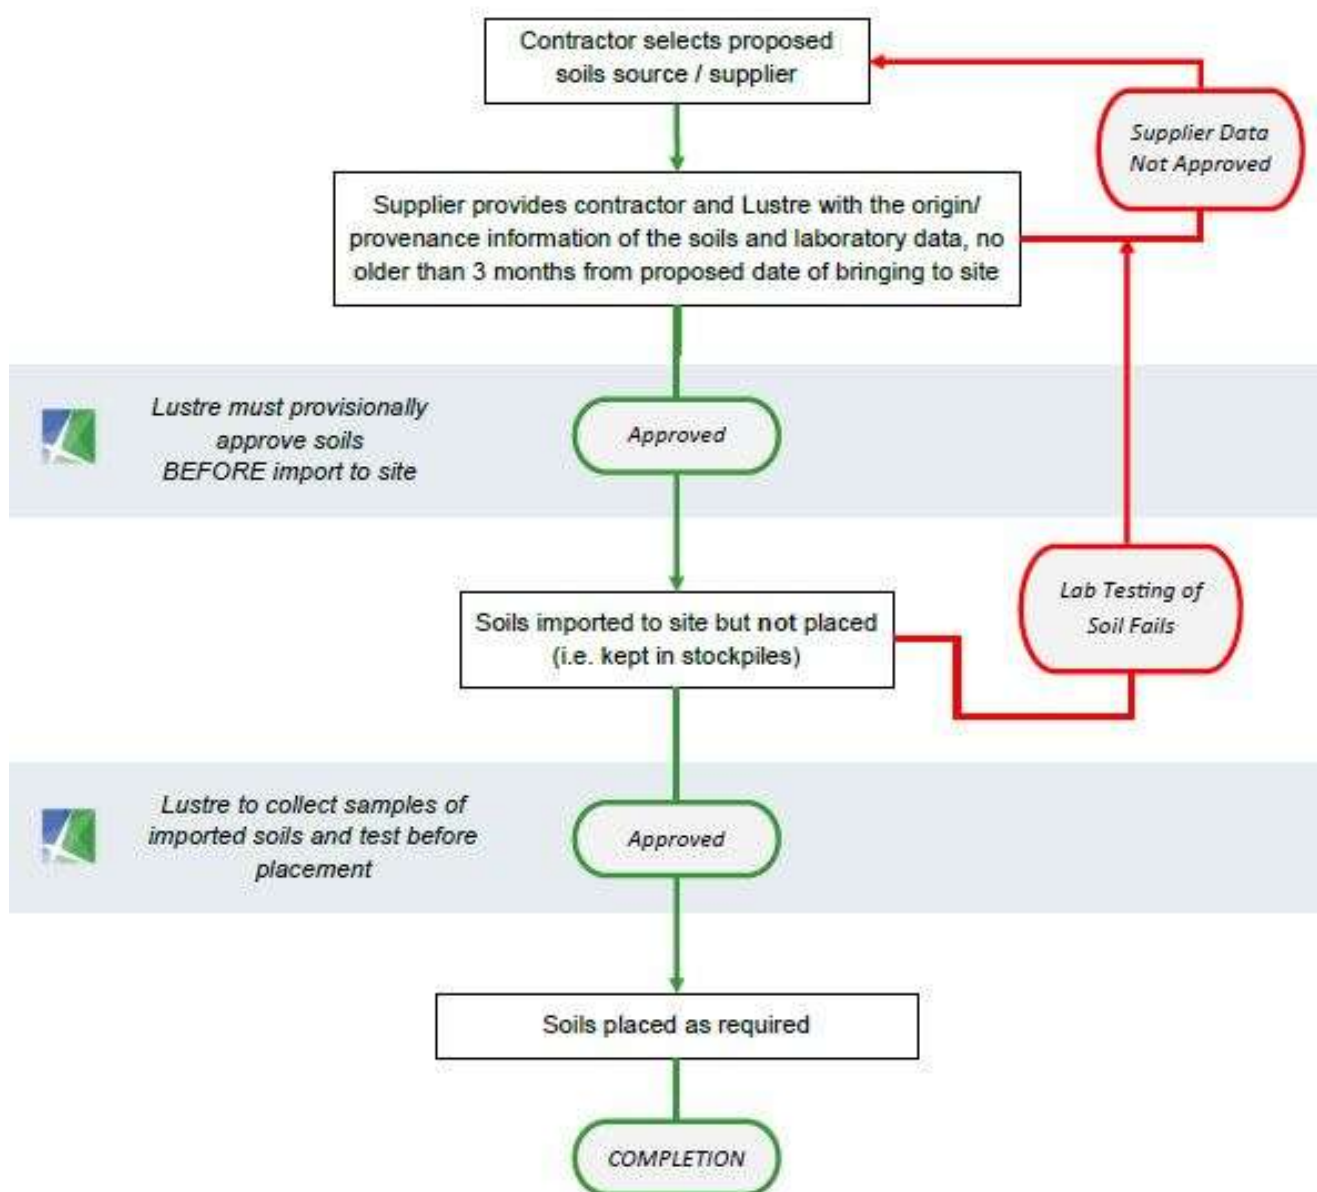 Contractor selects proposed
soils source / supplier
Supplier Data
Not Approved
Supplier provides contractor and Lustre with the origin/
provenance information of the soils and laboratory data, no
older than 3 months from proposed date of bringing to site
Lustre must provisionally
approve soils
BEFORE import to site
Approved
Lab Testing of
Soil Fails
Soils imported to site but not placed
(i.e. kept in stockpiles)
Lustre to collect samples of
imported soils and test before
placement
Approved
Soils placed as required
COMPLETION